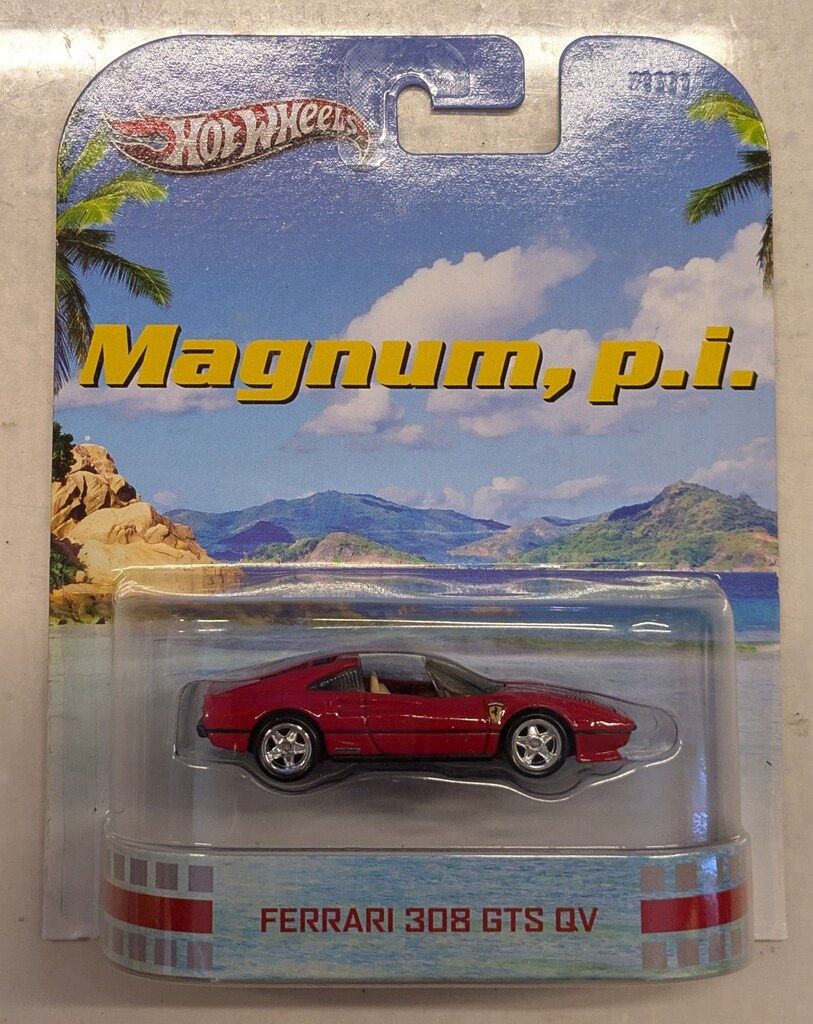 HOT WHEELS
Magnum, p.i.
FERRARI 308 GTS QV